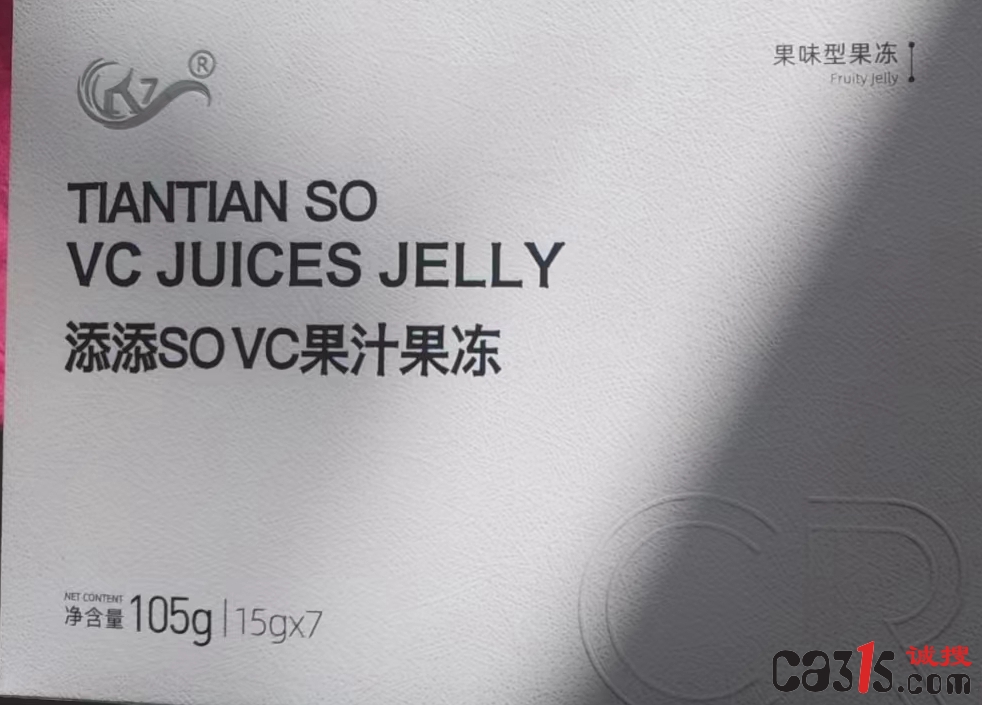 K7®
果味型果冻
Fruity jelly
TIANTIAN SO
VC JUICES JELLY
添添SO VC果汁果冻
NET CONTENT
净含量 105g | 15gx7
CR
诚搜
ca315.com